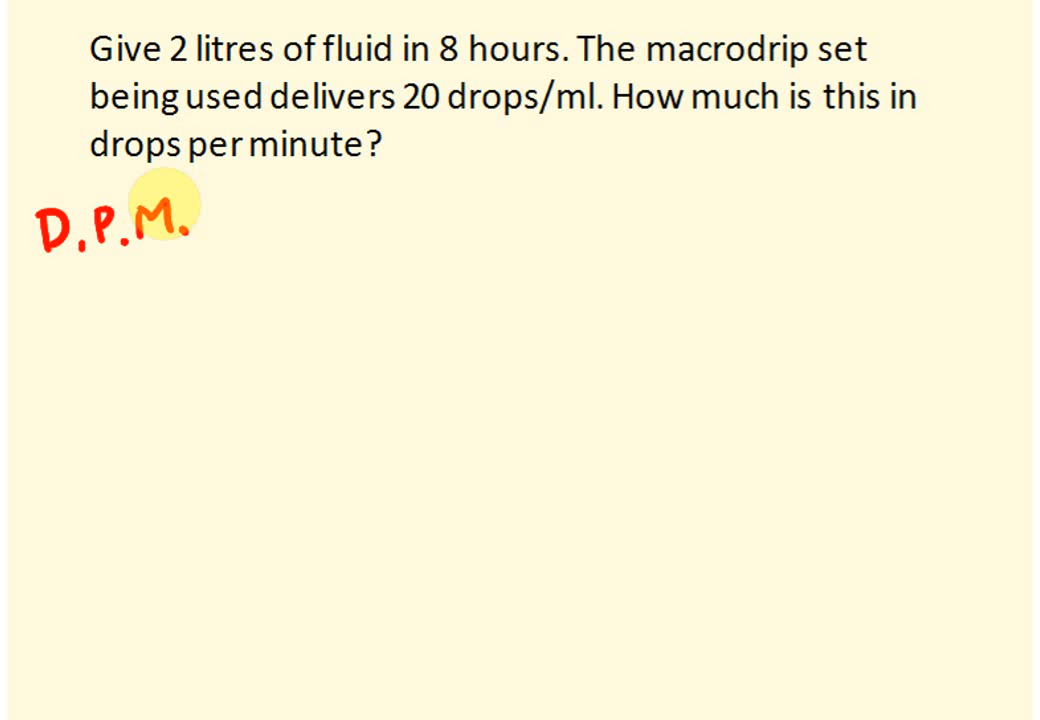 Give 2 litres of fluid in 8 hours. The macrodrip set
being used delivers 20 drops/ml. How much is this in
drops per minute?
D.P.M.